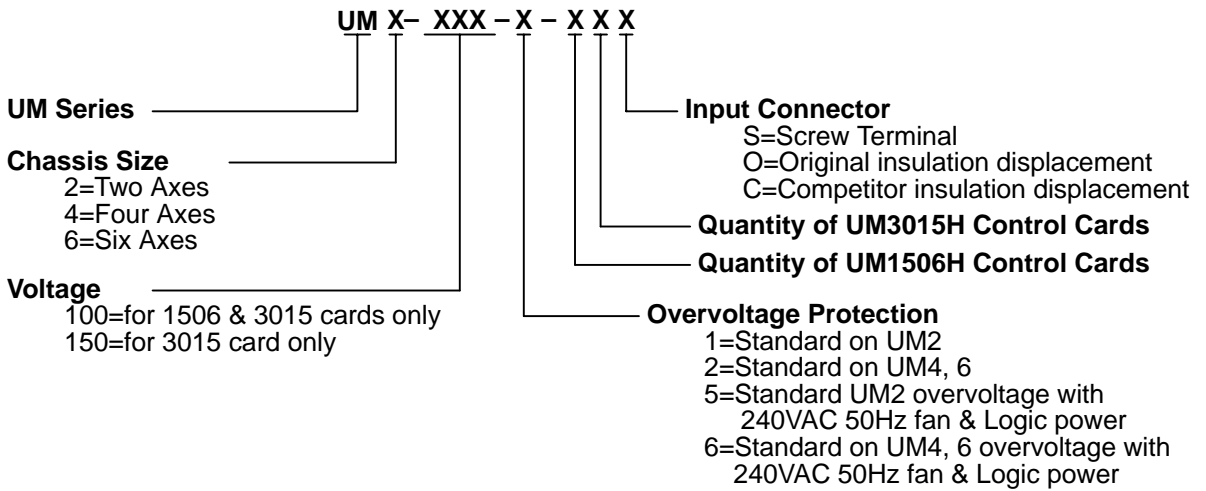 UM X– XXX – X – X X X
UM Series
Chassis Size
2=Two Axes
4=Four Axes
6=Six Axes
Voltage
100=for 1506 & 3015 cards only
150=for 3015 card only
Input Connector
S=Screw Terminal
O=Original insulation displacement
C=Competitor insulation displacement
Quantity of UM3015H Control Cards
Quantity of UM1506H Control Cards
Overvoltage Protection
1=Standard on UM2
2=Standard on UM4, 6
5=Standard UM2 overvoltage with
240VAC 50Hz fan & Logic power
6=Standard on UM4, 6 overvoltage with
240VAC 50Hz fan & Logic power